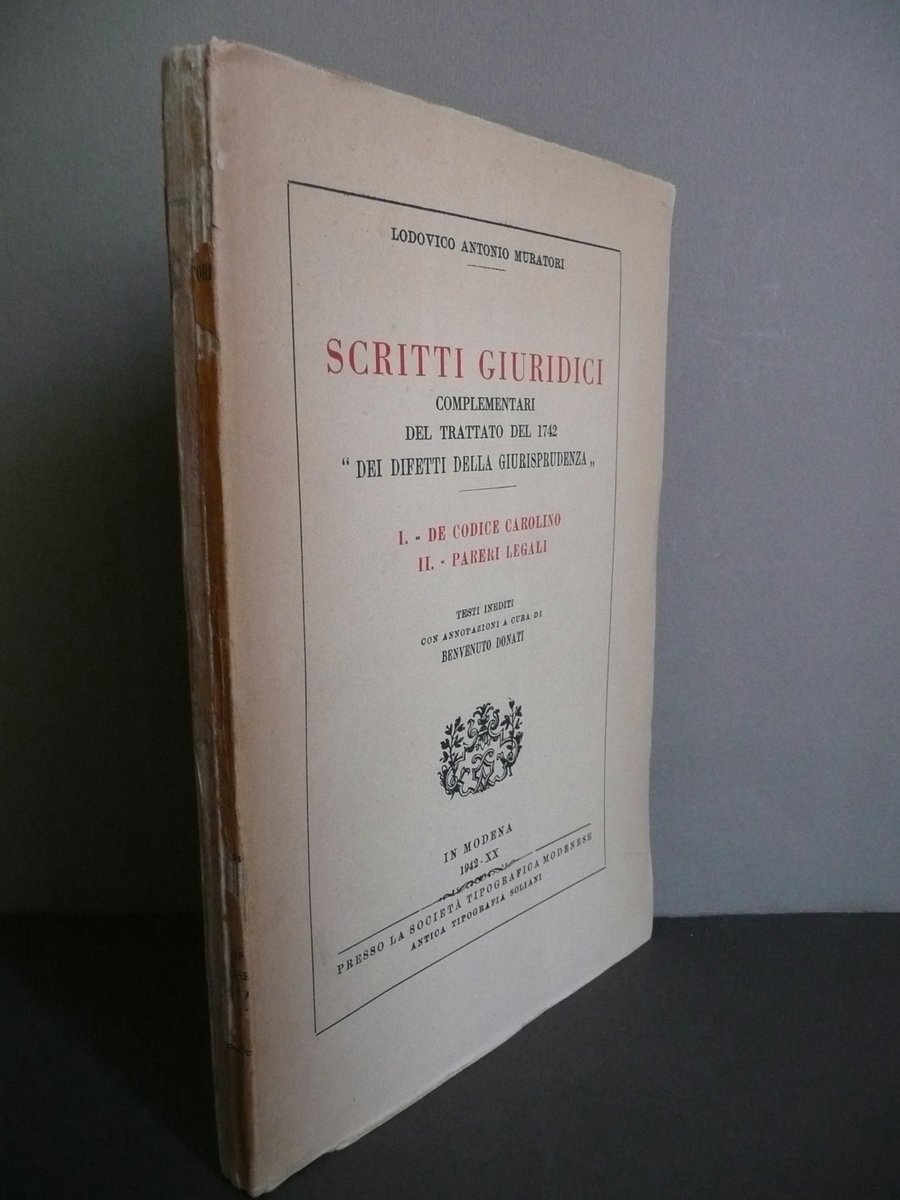 LODOVICO ANTONIO MURATORI
SCRITTI GIURIDICI
COMPLEMENTARI
DEL TRATTATO DEL 1742
“ DEI DIFETTI DELLA GIURISPRUDENZA „
I. - DE CODICE CAROLINO
II. - PARERI LEGALI
TESTI INEDITI
CON ANNOTAZIONI A CURA DI
BENVENUTO DONATI
IN MODENA
1942 - XX
PRESSO LA SOCIETÀ TIPOGRAFICA MODENESE
ANTICA TIPOGRAFIA SOLIANI